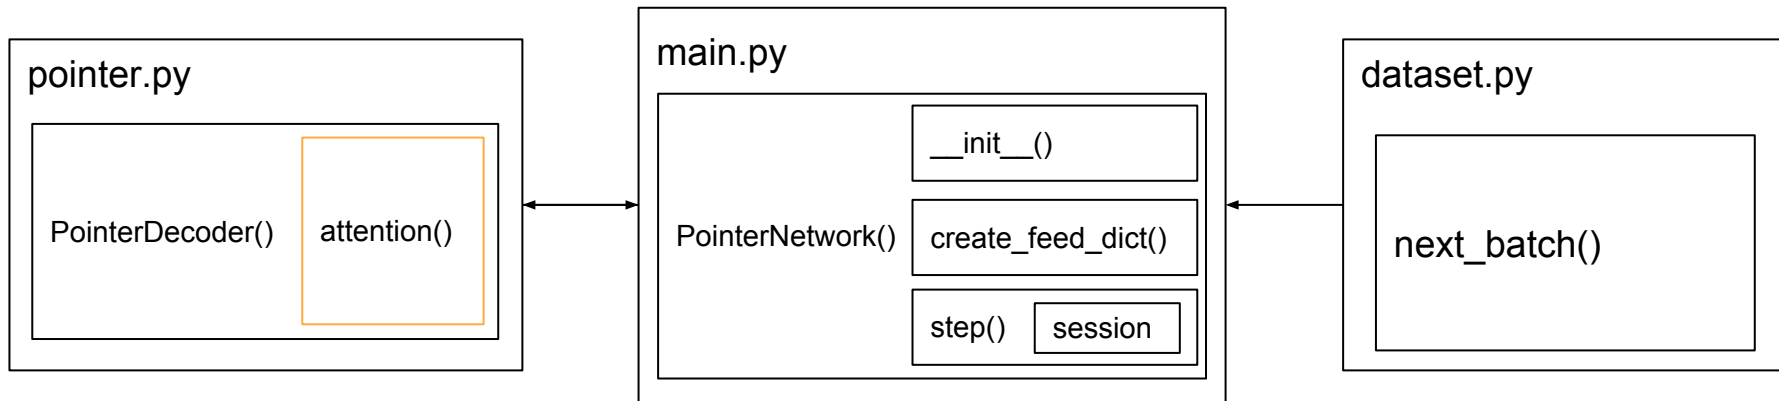 pointer.py
PointerDecoder()
attention()
main.py
PointerNetwork()
__init__()
create_feed_dict()
step()
session
dataset.py
next_batch()